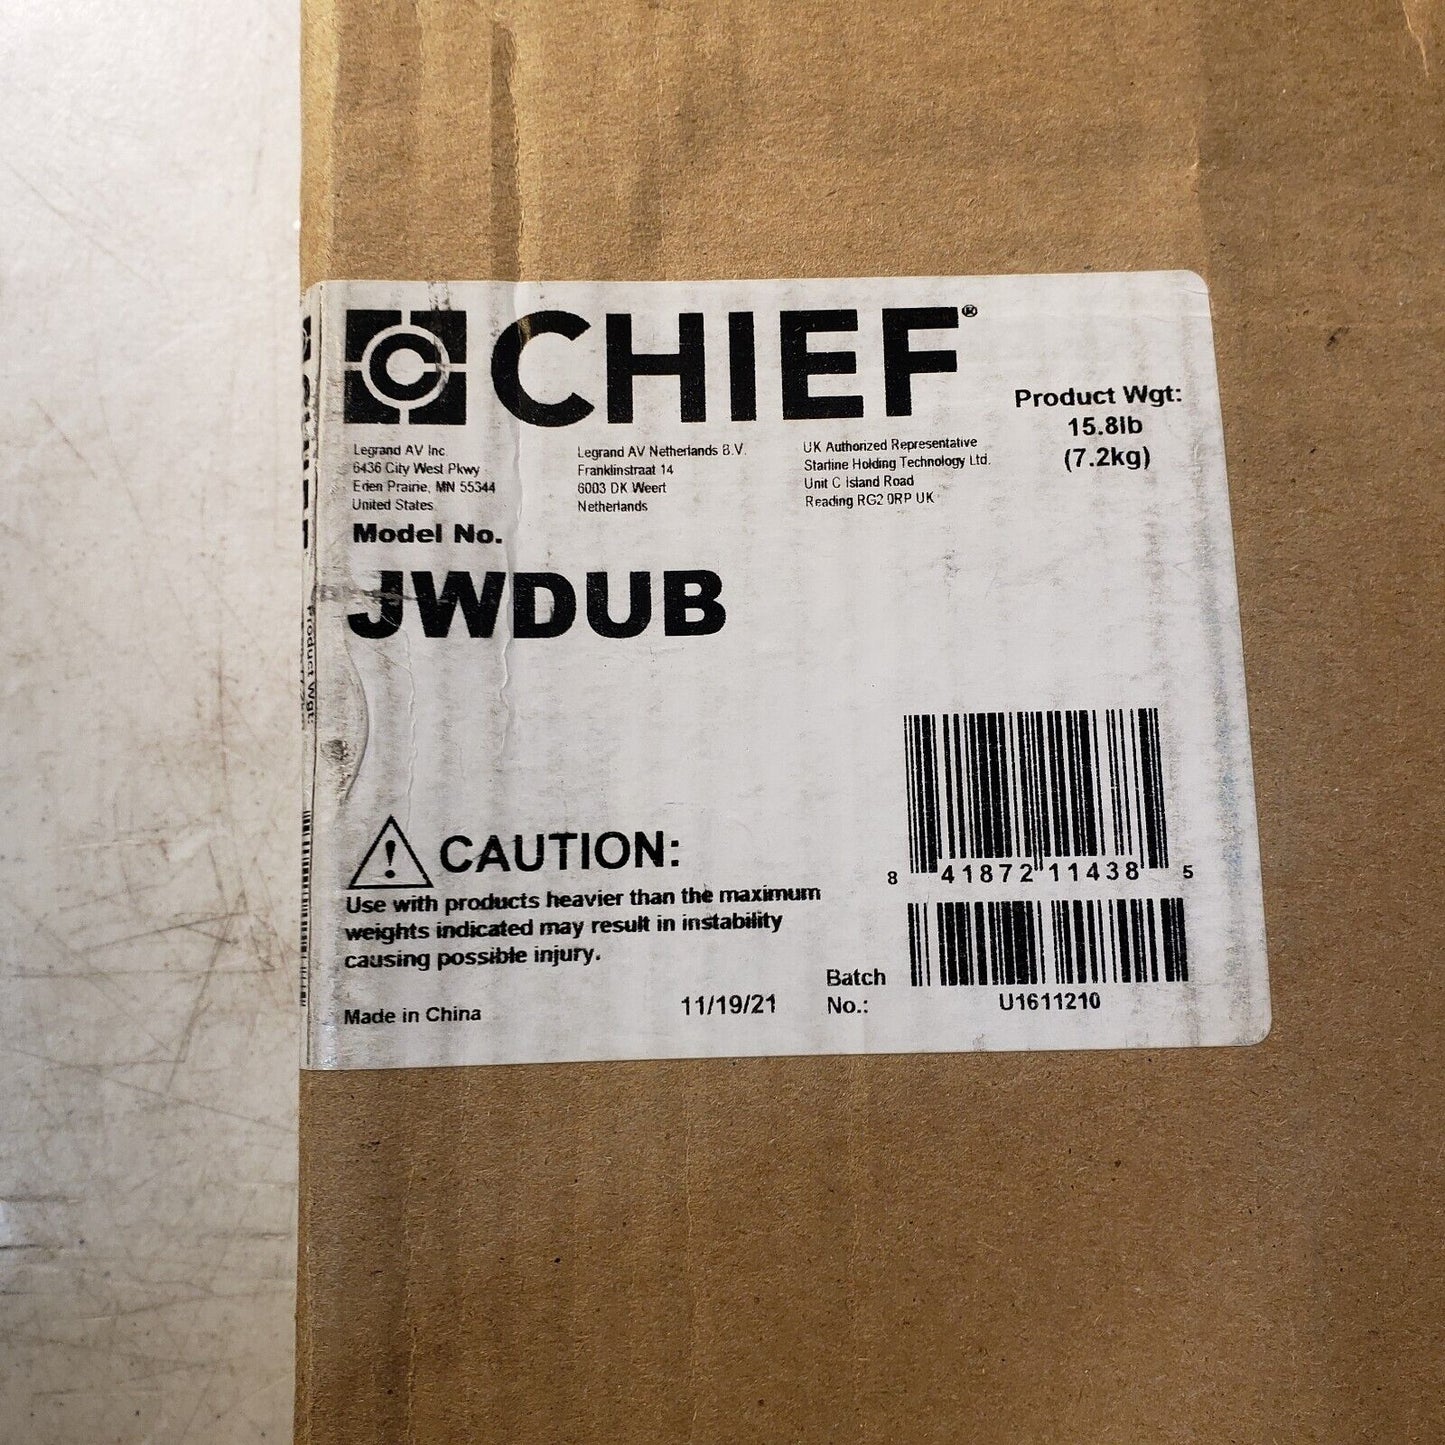 CHIEF®
Product Wgt:
15.8lb
(7.2kg)
Legrand AV Inc
6436 City West Pkwy
Eden Prairie, MN 55344
United States
Legrand AV Netherlands B.V.
Franklinstraat 14
6003 DK Weert
Netherlands
UK Authorized Representative
Starline Holding Technology Ltd.
Unit C Island Road
Reading RG2 0RP UK
Model No.
JWDUB
8 41872 11438 5
CAUTION:
Use with products heavier than the maximum
weights indicated may result in instability
causing possible injury.
Made in China
11/19/21
Batch
No.:
U1611210
Product Wgt: